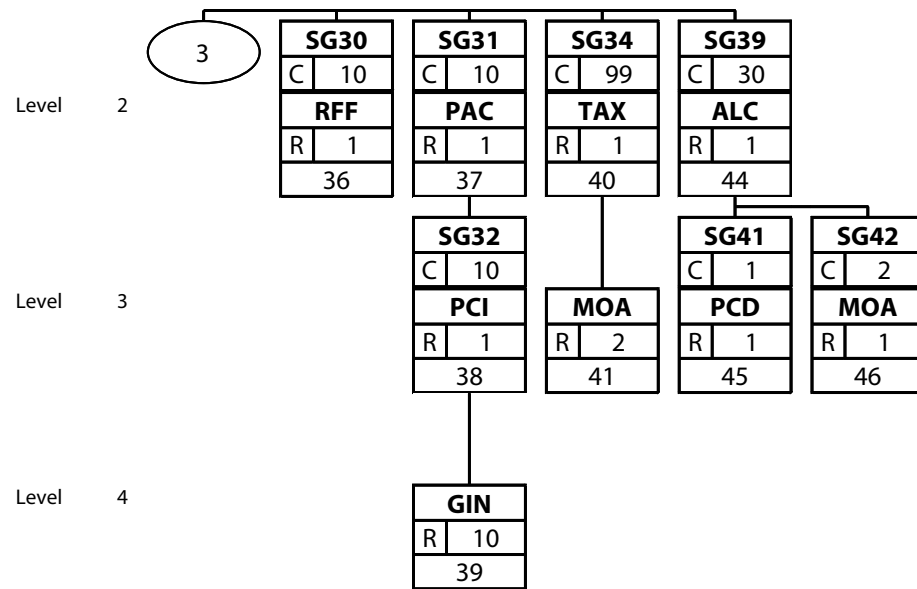 3
SG30 SG31 SG34 SG39
C 10 C 10 C 99 C 30
Level 2 RFF PAC TAX ALC
R 1 R 1 R 1 R 1
36 37 40 44
SG32 SG41 SG42
C 10 C 1 C 2
Level 3 PCI MOA PCD MOA
R 1 R 2 R 1 R 1
38 41 45 46
Level 4 GIN
R 10
39